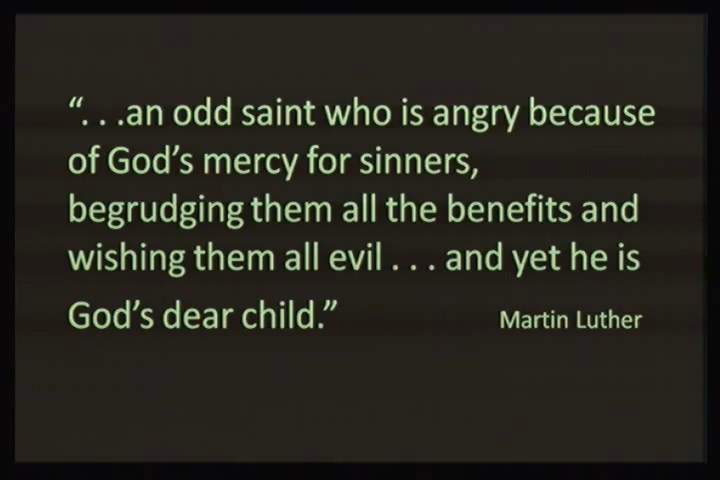 “. . .an odd saint who is angry because
of God’s mercy for sinners,
begrudging them all the benefits and
wishing them all evil . . . and yet he is
God’s dear child.” Martin Luther